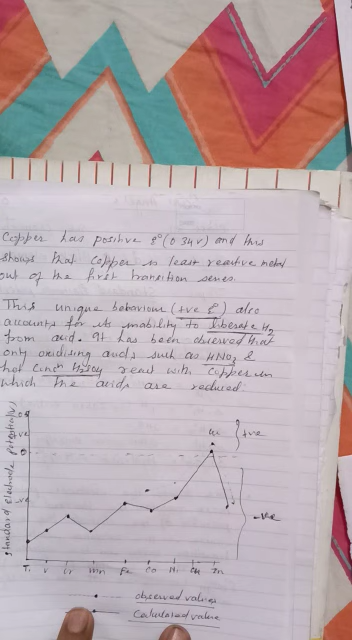 Copper has positive E° (0.34V) and this
shows that copper is least reactive metal
out of the first transition series.
This unique behaviour (+ve E°) also
accounts for its inability to liberate H2
from acid. It has been observed that
only oxidising acids such as HNO3 &
hot conc H2SO4 react with copper in
which the acids are reduced.
Standard electrode potential (V)
+ve
0
-ve
Cu
+ve
-ve
Ti V Cr Mn Fe Co Ni Cu Zn
observed values
Calculated value